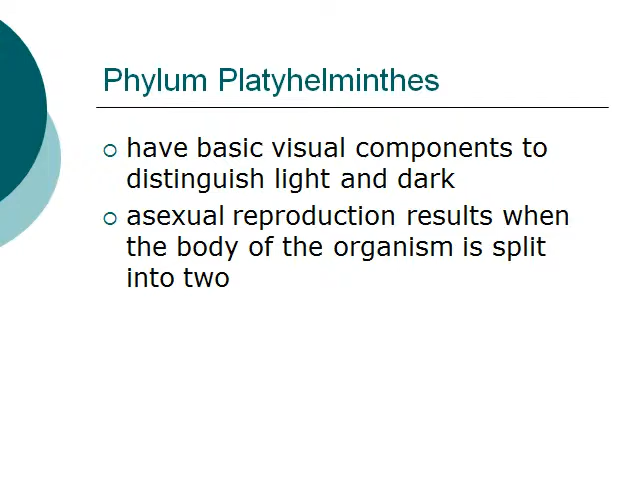 Phylum Platyhelminthes
have basic visual components to
distinguish light and dark
asexual reproduction results when
the body of the organism is split
into two